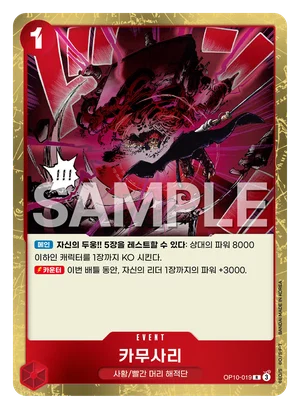 1
!!!
SAMPLE
메인 자신의 두웅!! 5장을 레스트할 수 있다: 상대의 파워 8000
이하인 캐릭터를 1장까지 KO 시킨다.
카운터 이번 배틀 동안, 자신의 리더 1장까지의 파워 +3000.
EVENT
카무사리
사황/빨간 머리 해적단
OP10-019 R 3